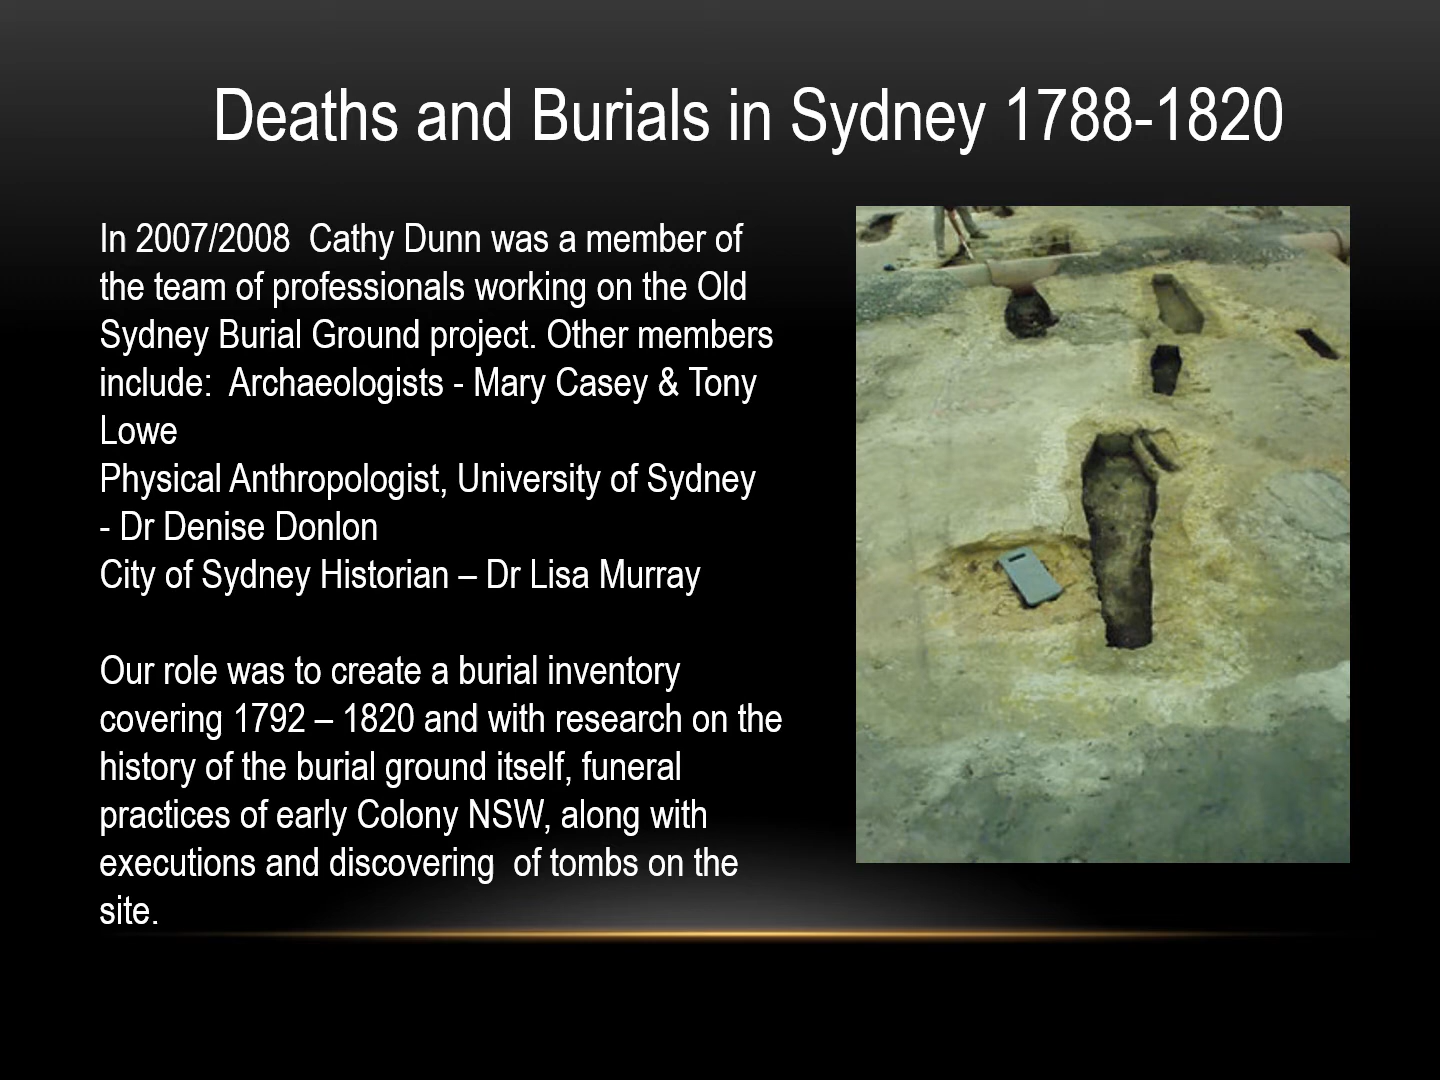 Deaths and Burials in Sydney 1788-1820
In 2007/2008  Cathy Dunn was a member of
the team of professionals working on the Old
Sydney Burial Ground project. Other members
include:  Archaeologists - Mary Casey & Tony
Lowe
Physical Anthropologist, University of Sydney
- Dr Denise Donlon
City of Sydney Historian – Dr Lisa Murray
Our role was to create a burial inventory
covering 1792 – 1820 and with research on the
history of the burial ground itself, funeral
practices of early Colony NSW, along with
executions and discovering  of tombs on the
site.